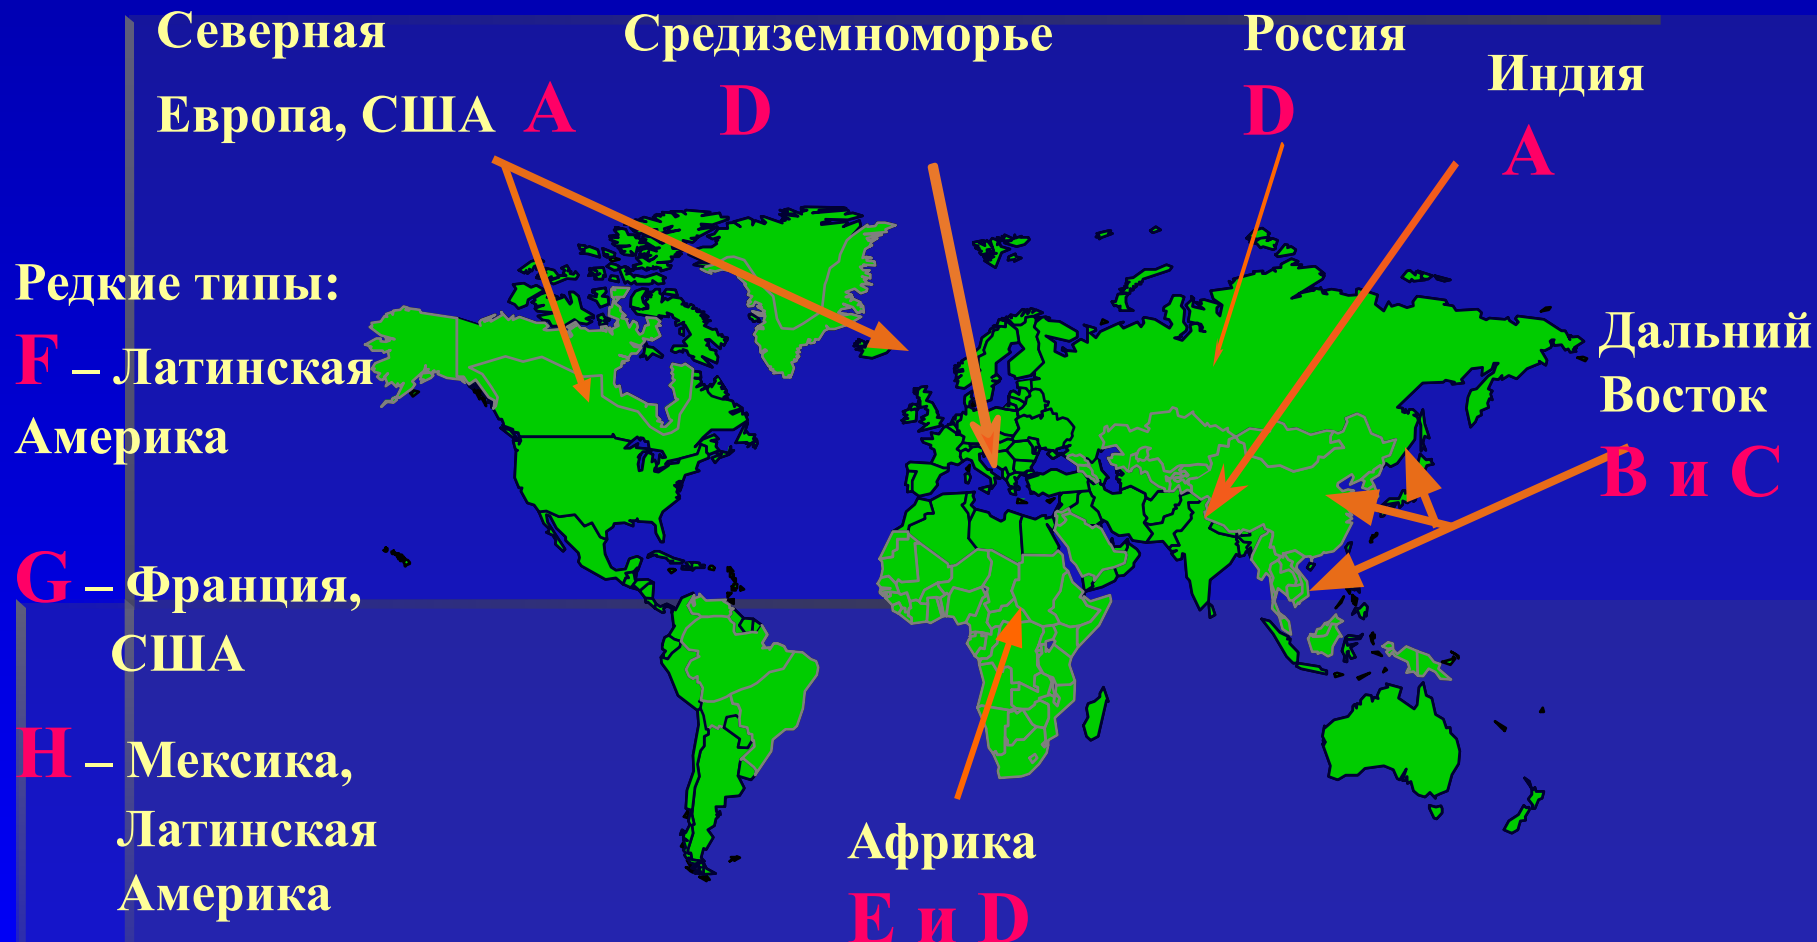 Северная
Европа, США A
Средиземноморье
D
Россия
D
Индия
A
Редкие типы:
F – Латинская
Америка
G – Франция,
США
H – Мексика,
Латинская
Америка
Дальний
Восток
B и C
Африка
E и D